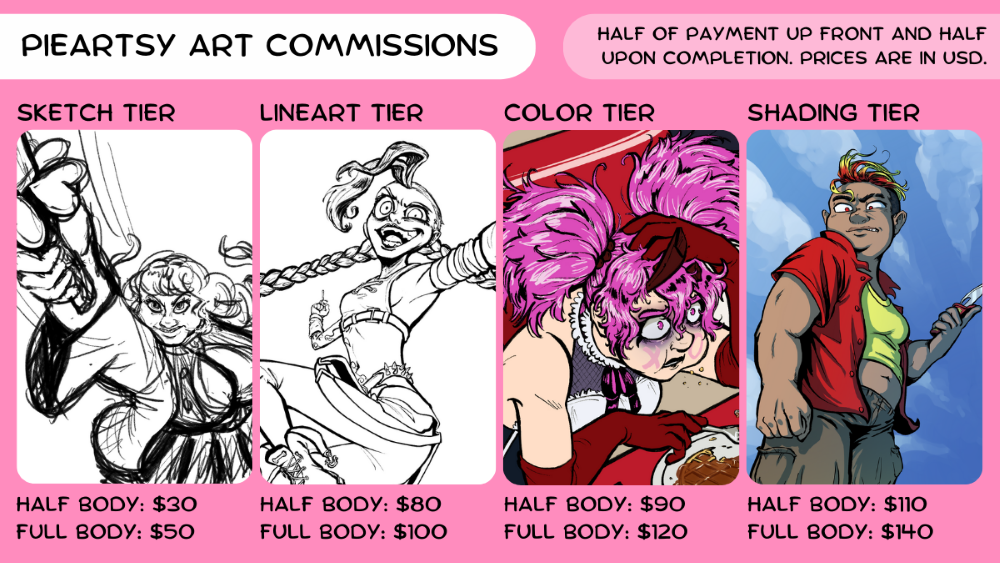 PIEARTSY ART COMMISSIONS
HALF OF PAYMENT UP FRONT AND HALF
UPON COMPLETION. PRICES ARE IN USD.
SKETCH TIER
HALF BODY: $30
FULL BODY: $50
LINEART TIER
HALF BODY: $80
FULL BODY: $100
COLOR TIER
HALF BODY: $90
FULL BODY: $120
SHADING TIER
HALF BODY: $110
FULL BODY: $140